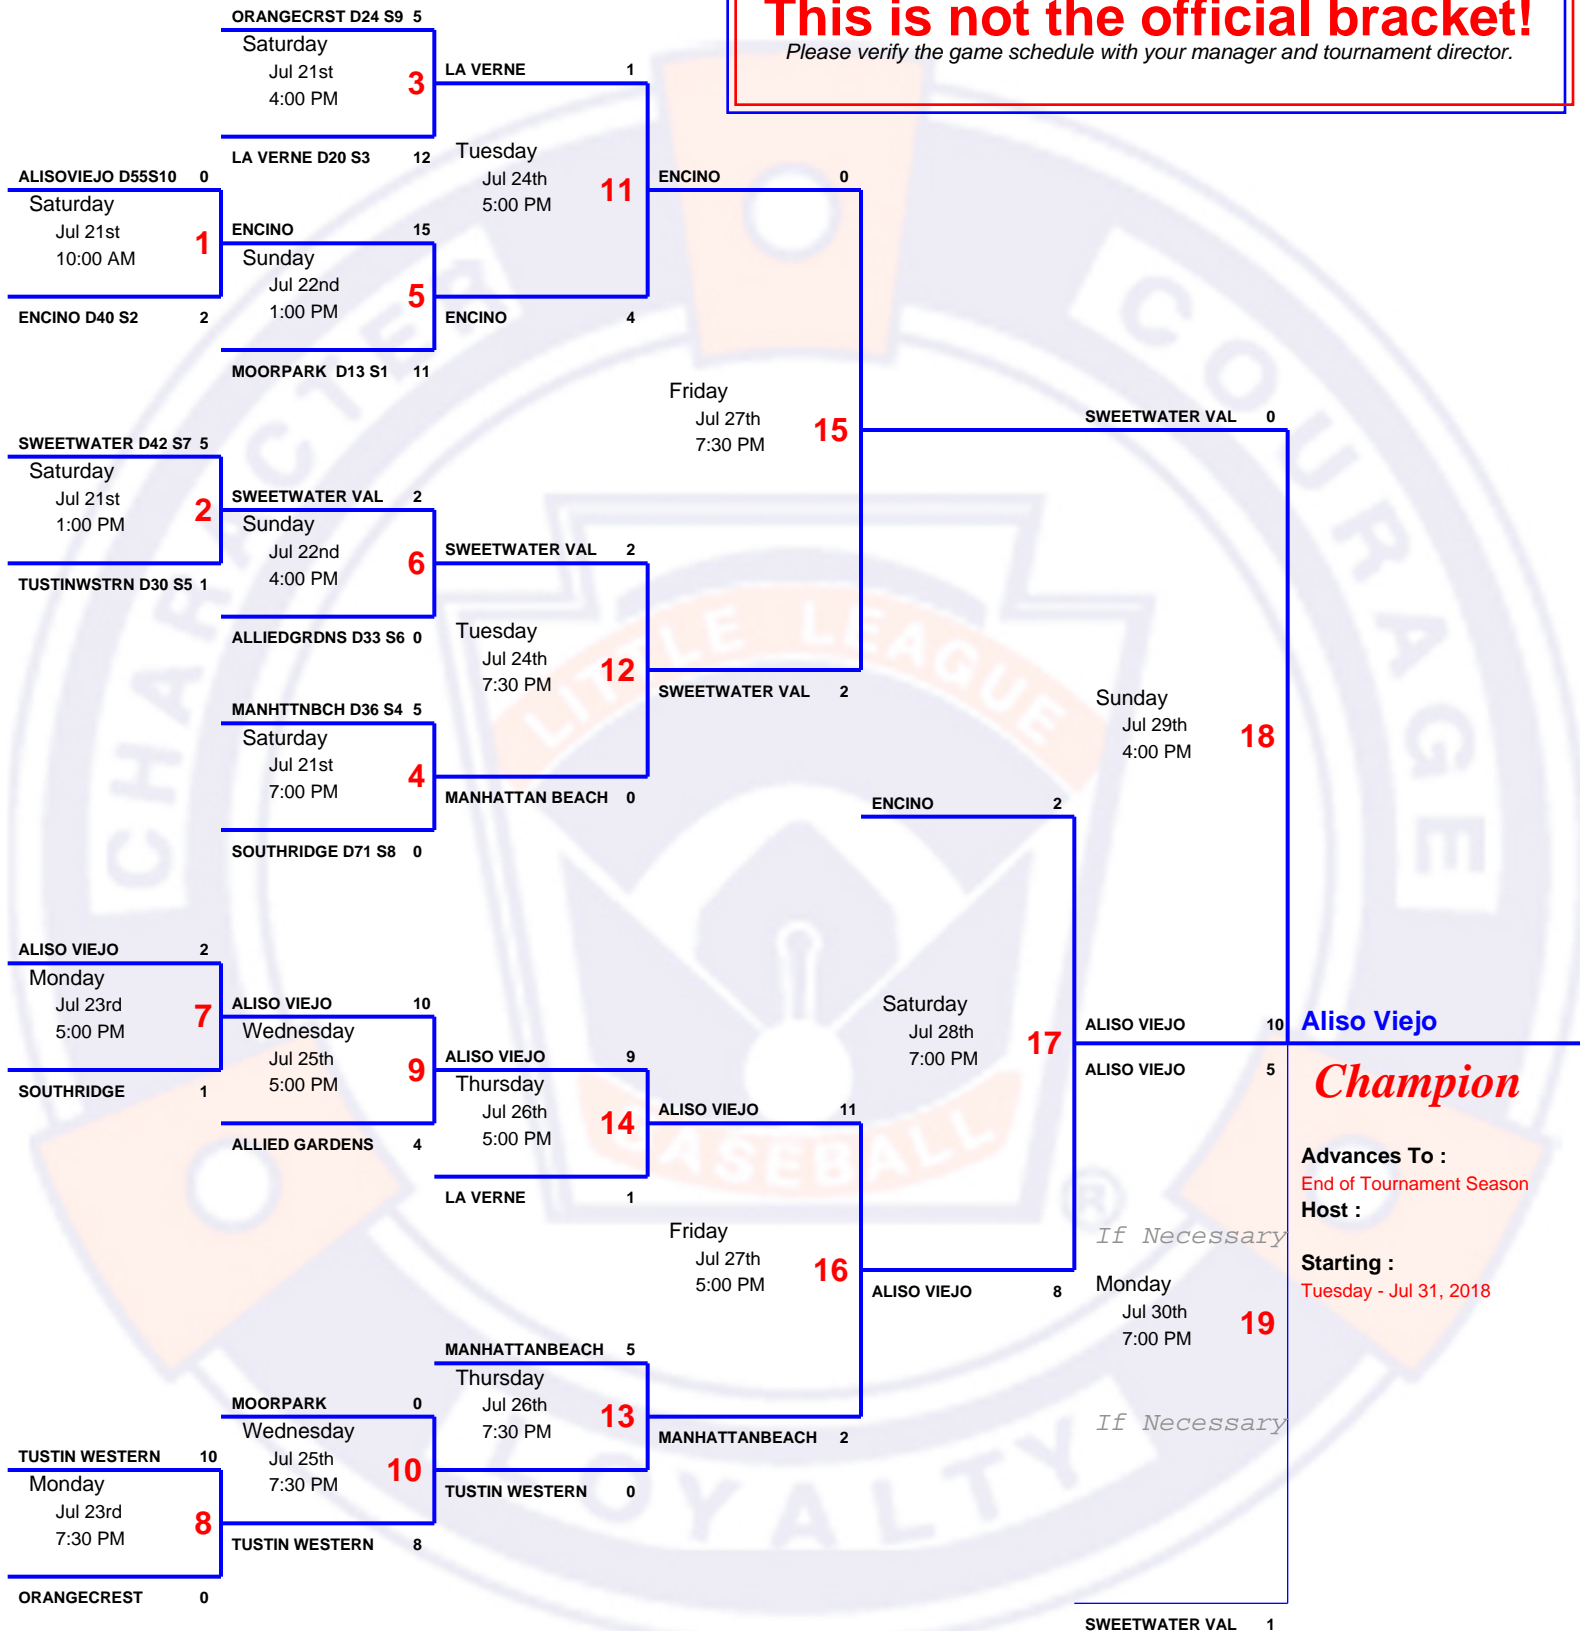 This is not the official bracket!
Please verify the game schedule with your manager and tournament director.
ORANGECRST D24 S9 5
Saturday
Jul 21st
4:00 PM
3
LA VERNE D20 S3 12
ALISOVIEJO D55S10 0
Saturday
Jul 21st
10:00 AM
1
ENCINO D40 S2 2
ENCINO 15
Sunday
Jul 22nd
1:00 PM
5
MOORPARK D13 S1 11
LA VERNE 1
Tuesday
Jul 24th
5:00 PM
11
ENCINO 4
SWEETWATER D42 S7 5
Saturday
Jul 21st
1:00 PM
2
TUSTINWSTRN D30 S5 1
SWEETWATER VAL 2
Sunday
Jul 22nd
4:00 PM
6
ALLIEDGRDNS D33 S6 0
MANHTTNBCH D36 S4 5
Saturday
Jul 21st
7:00 PM
4
SOUTHRIDGE D71 S8 0
SWEETWATER VAL 2
Tuesday
Jul 24th
7:30 PM
12
MANHATTAN BEACH 0
ENCINO 0
Friday
Jul 27th
7:30 PM
15
SWEETWATER VAL 2
SWEETWATER VAL 0
Sunday
Jul 29th
4:00 PM
18
ALISO VIEJO 10
ALISO VIEJO 2
Monday
Jul 23rd
5:00 PM
7
SOUTHRIDGE 1
ALISO VIEJO 10
Wednesday
Jul 25th
5:00 PM
9
ALLIED GARDENS 4
ALISO VIEJO 9
Thursday
Jul 26th
5:00 PM
14
LA VERNE 1
TUSTIN WESTERN 10
Monday
Jul 23rd
7:30 PM
8
ORANGECREST 0
MOORPARK 0
Wednesday
Jul 25th
7:30 PM
10
TUSTIN WESTERN 8
MANHATTANBEACH 5
Thursday
Jul 26th
7:30 PM
13
TUSTIN WESTERN 0
ALISO VIEJO 11
Friday
Jul 27th
5:00 PM
16
MANHATTANBEACH 2
ENCINO 2
Saturday
Jul 28th
7:00 PM
17
ALISO VIEJO 8
ALISO VIEJO 5
If Necessary
Monday
Jul 30th
7:00 PM
19
If Necessary
SWEETWATER VAL 1
Aliso Viejo
Champion
Advances To :
End of Tournament Season
Host :
Starting :
Tuesday - Jul 31, 2018
CHARACTER
COURAGE
LOYALTY
LITTLE LEAGUE
BASEBALL
®